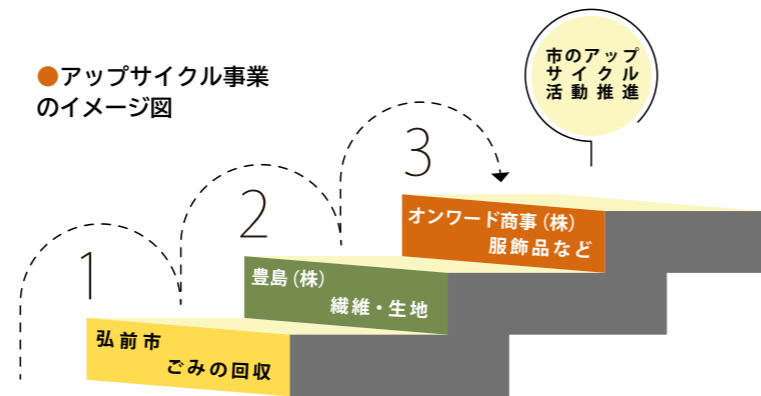 ●アップサイクル事業
のイメージ図
市のアップ
サイクル
活動推進
1
弘前市
ごみの回収
2
豊島(株)
繊維・生地
3
オンワード商事(株)
服飾品など